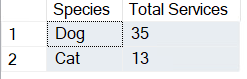 Species Total Services
1 Dog 35
2 Cat 13